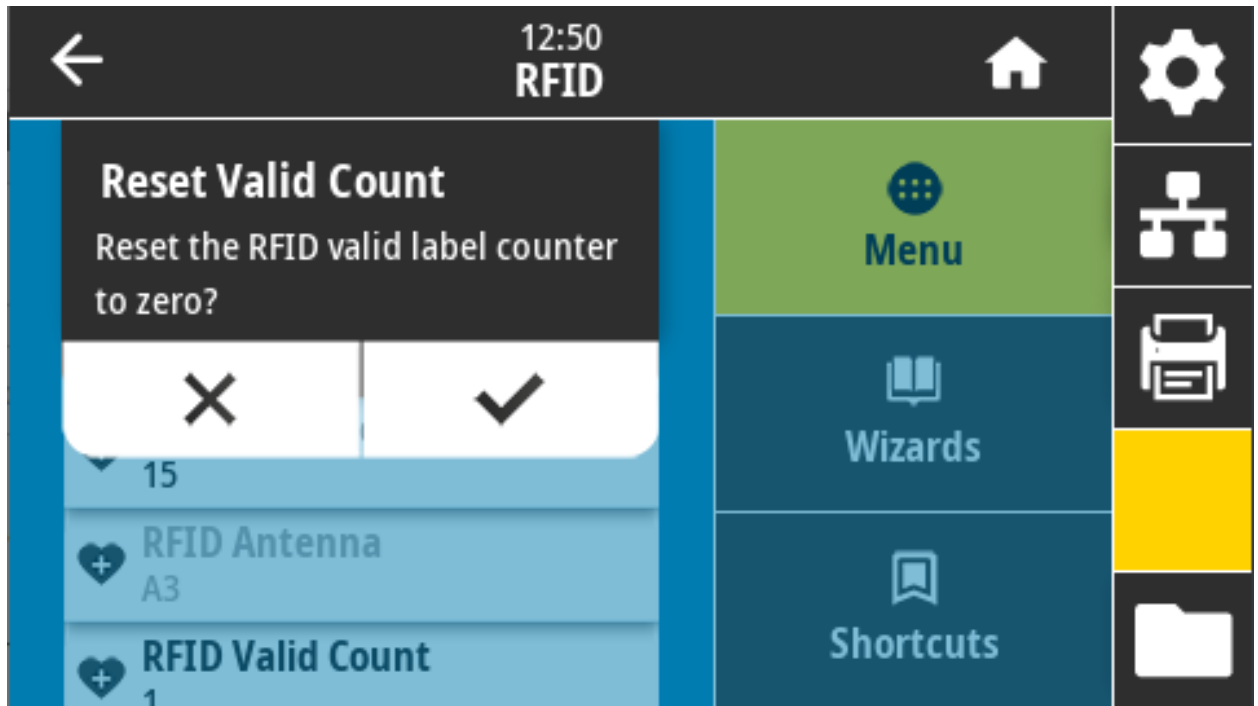 12:50
RFID
Reset Valid Count
Reset the RFID valid label counter
to zero?
15
RFID Antenna
A3
RFID Valid Count
1
Menu
Wizards
Shortcuts